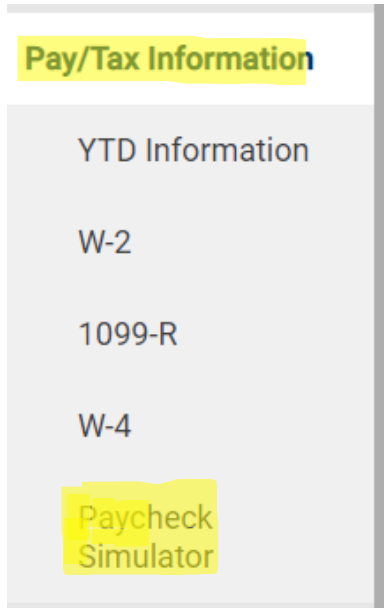 Pay/Tax Information
YTD Information
W-2
1099-R
W-4
Paycheck
Simulator